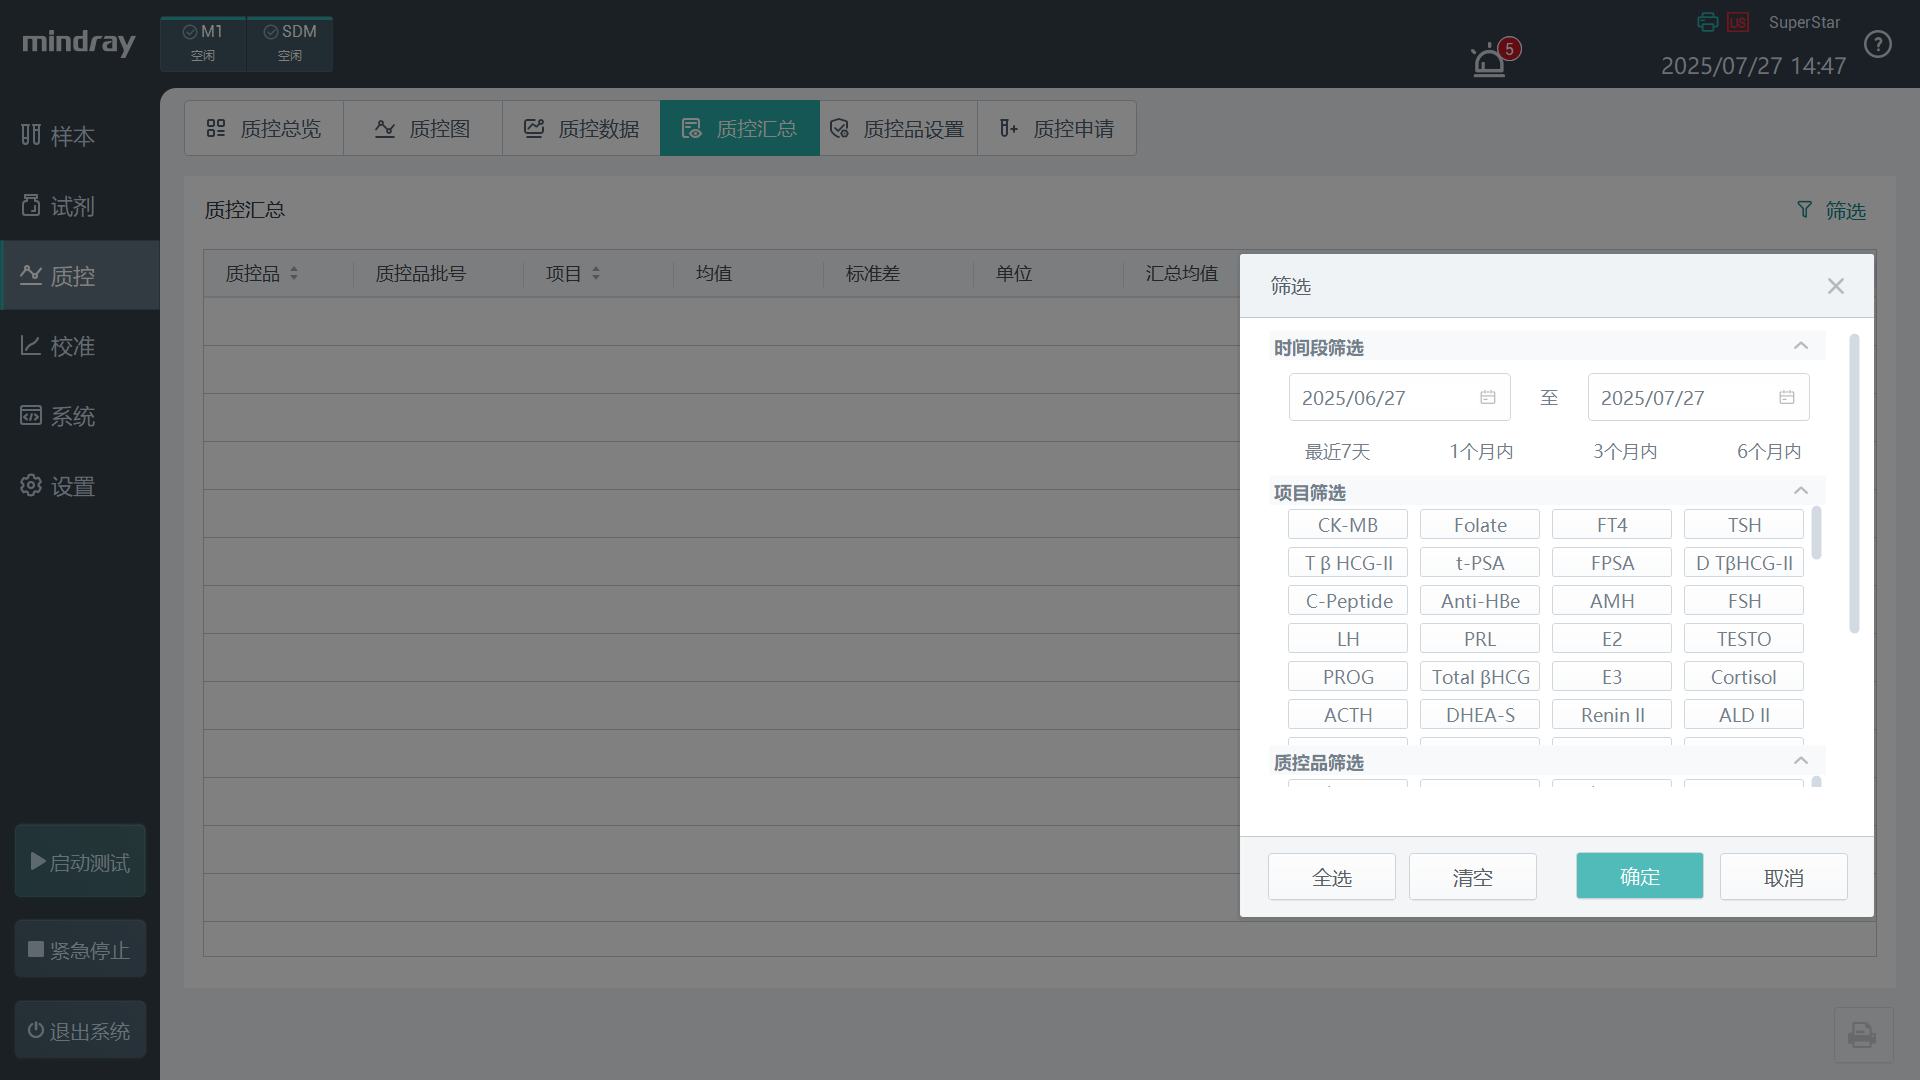 mindray
M1
空闲
SDM
空闲
5
LIS
SuperStar
2025/07/27 14:47
?
样本
试剂
质控
校准
系统
设置
启动测试
紧急停止
退出系统
质控总览
质控图
质控数据
质控汇总
质控品设置
质控申请
质控汇总
筛选
质控品
质控品批号
项目
均值
标准差
单位
汇总均值
筛选
时间段筛选
2025/06/27
至
2025/07/27
最近7天
1个月内
3个月内
6个月内
项目筛选
CK-MB
Folate
FT4
TSH
T β HCG-II
t-PSA
FPSA
D TβHCG-II
C-Peptide
Anti-HBe
AMH
FSH
LH
PRL
E2
TESTO
PROG
Total βHCG
E3
Cortisol
ACTH
DHEA-S
Renin II
ALD II
质控品筛选
全选
清空
确定
取消